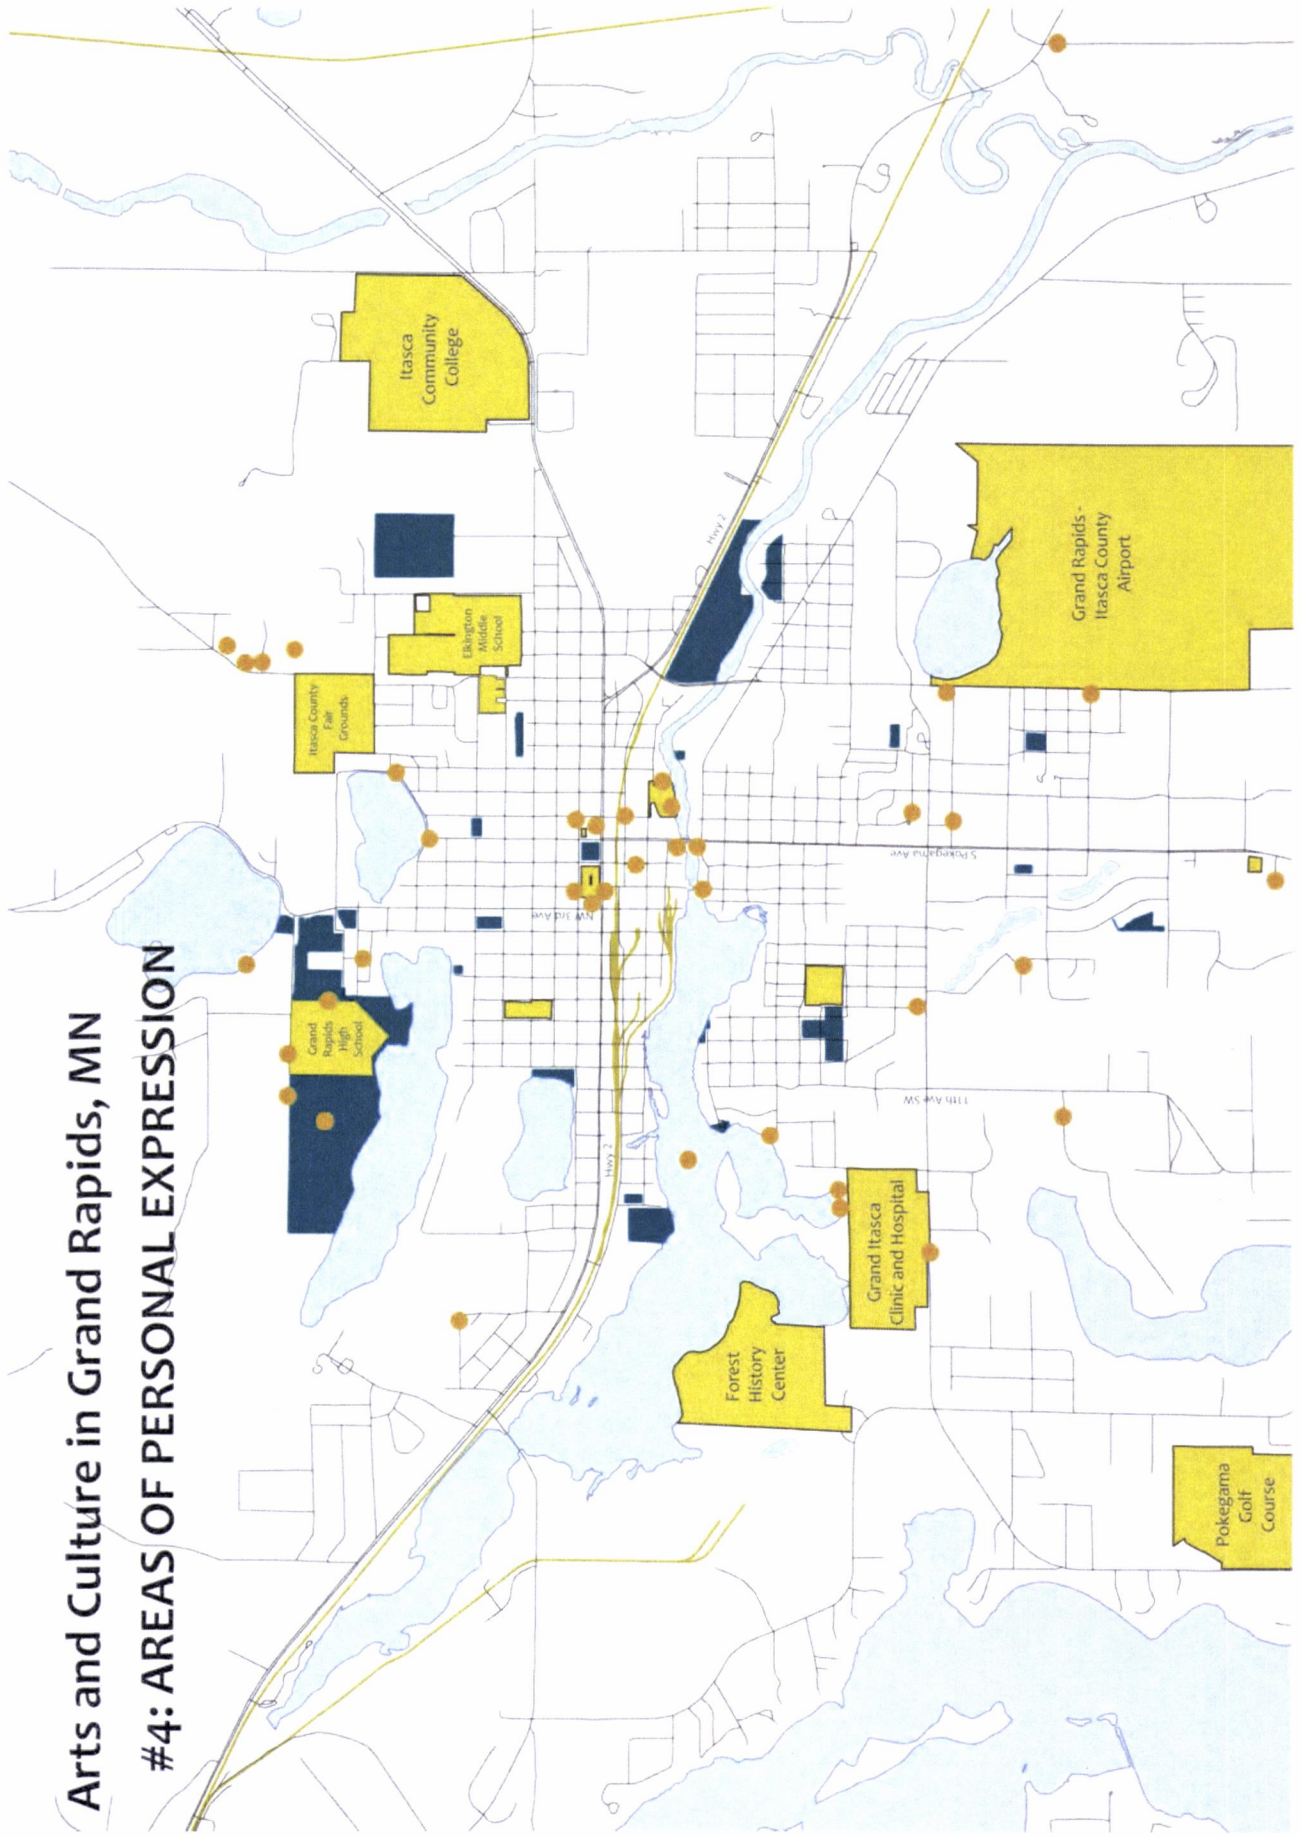 Arts and Culture in Grand Rapids, MN
#4: AREAS OF PERSONAL EXPRESSION
Itasca
Community
College
Elkington
Middle
School
Itasca County
Fair
Grounds
Grand
Rapids
High
School
Hwy 2
Grand Rapids -
Itasca County
Airport
NW 3rd Ave
S Pokegama Ave
11th Ave SW
Hwy 2
Grand Itasca
Clinic and Hospital
Forest
History
Center
Pokegama
Golf
Course